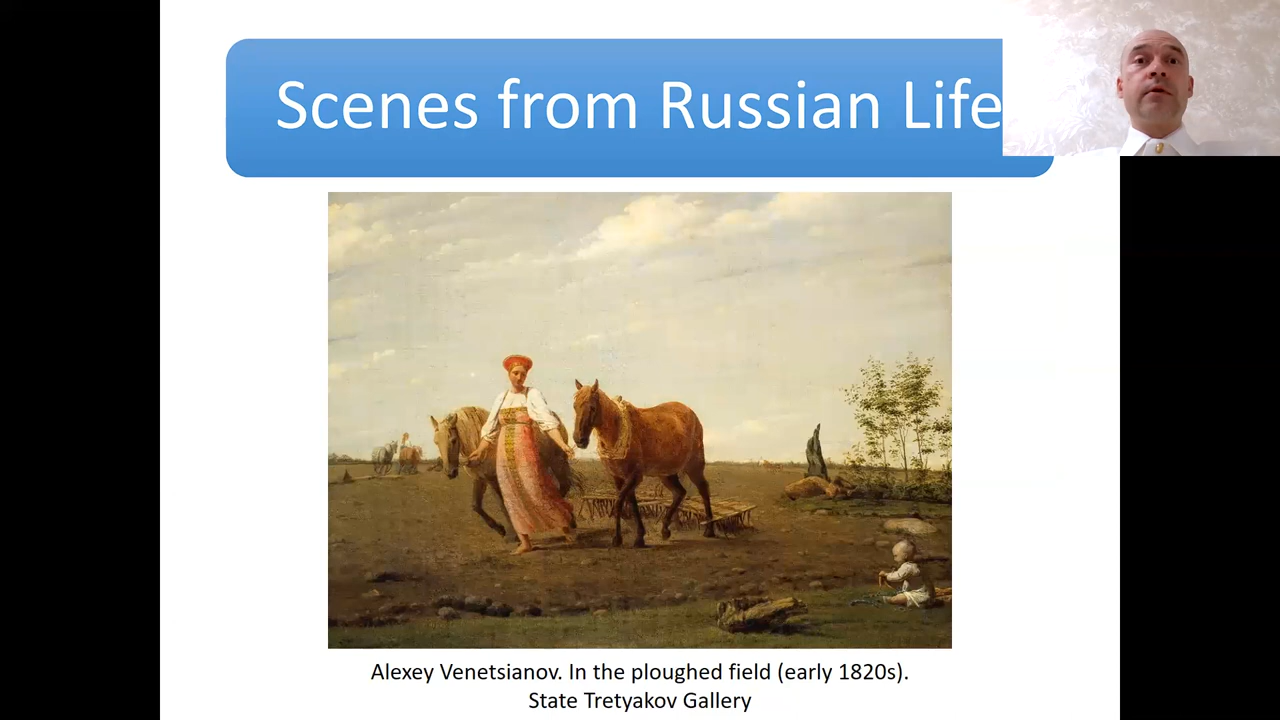 Scenes from Russian Life
Alexey Venetsianov. In the ploughed field (early 1820s).
State Tretyakov Gallery